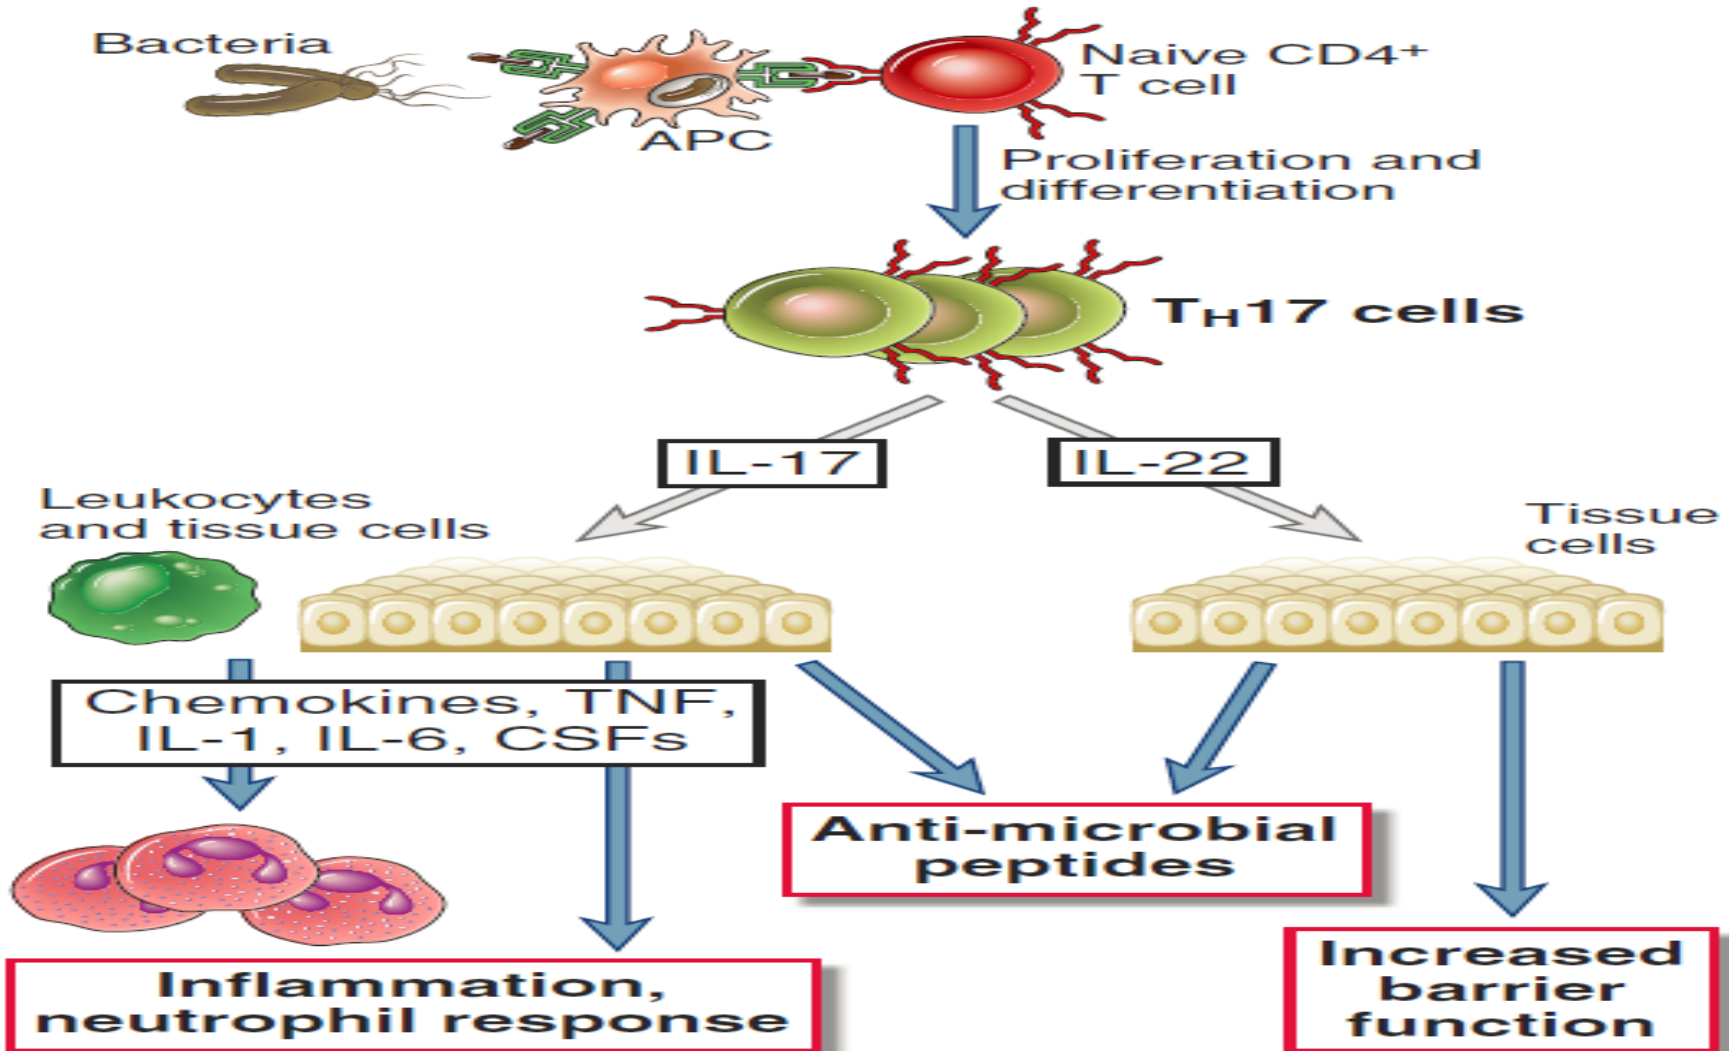 Bacteria
APC
Naive CD4+
T cell
Proliferation and
differentiation
TH17 cells
IL-17
IL-22
Leukocytes
and tissue cells
Tissue
cells
Chemokines, TNF,
IL-1, IL-6, CSFs
Anti-microbial
peptides
Inflammation,
neutrophil response
Increased
barrier
function